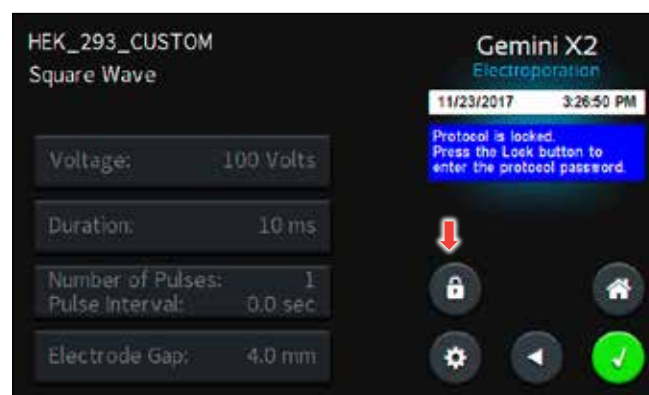 HEK_293_CUSTOM
Square Wave
Voltage: 100 Volts
Duration: 10 ms
Number of Pulses: 1
Pulse Interval: 0.0 sec
Electrode Gap: 4.0 mm
Gemini X2
Electroporation
11/23/2017 3:26:50 PM
Protocol is locked.
Press the Lock button to
enter the protocol password.